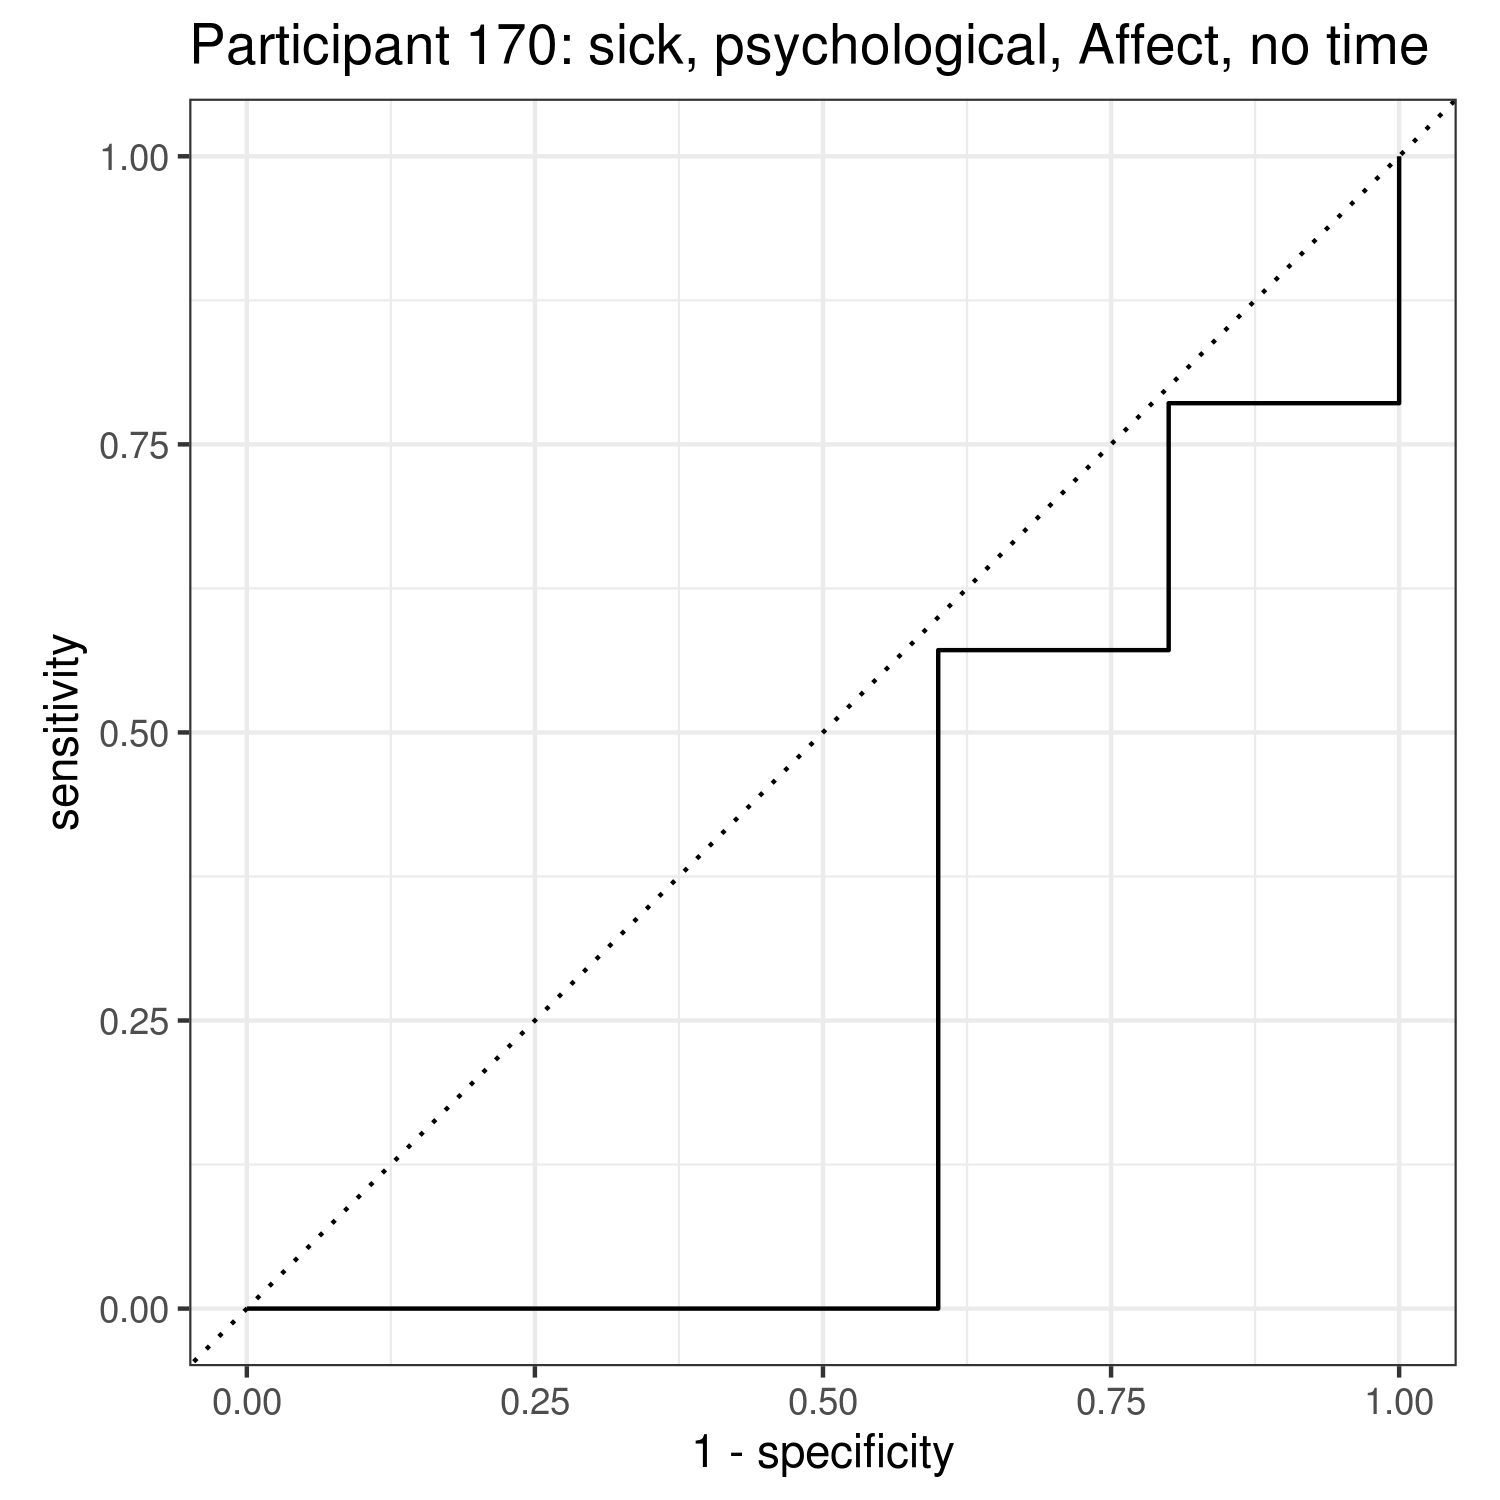 Participant 170: sick, psychological, Affect, no time
1.00
0.75
0.50
0.25
0.00
sensitivity
0.00 0.25 0.50 0.75 1.00
1 - specificity